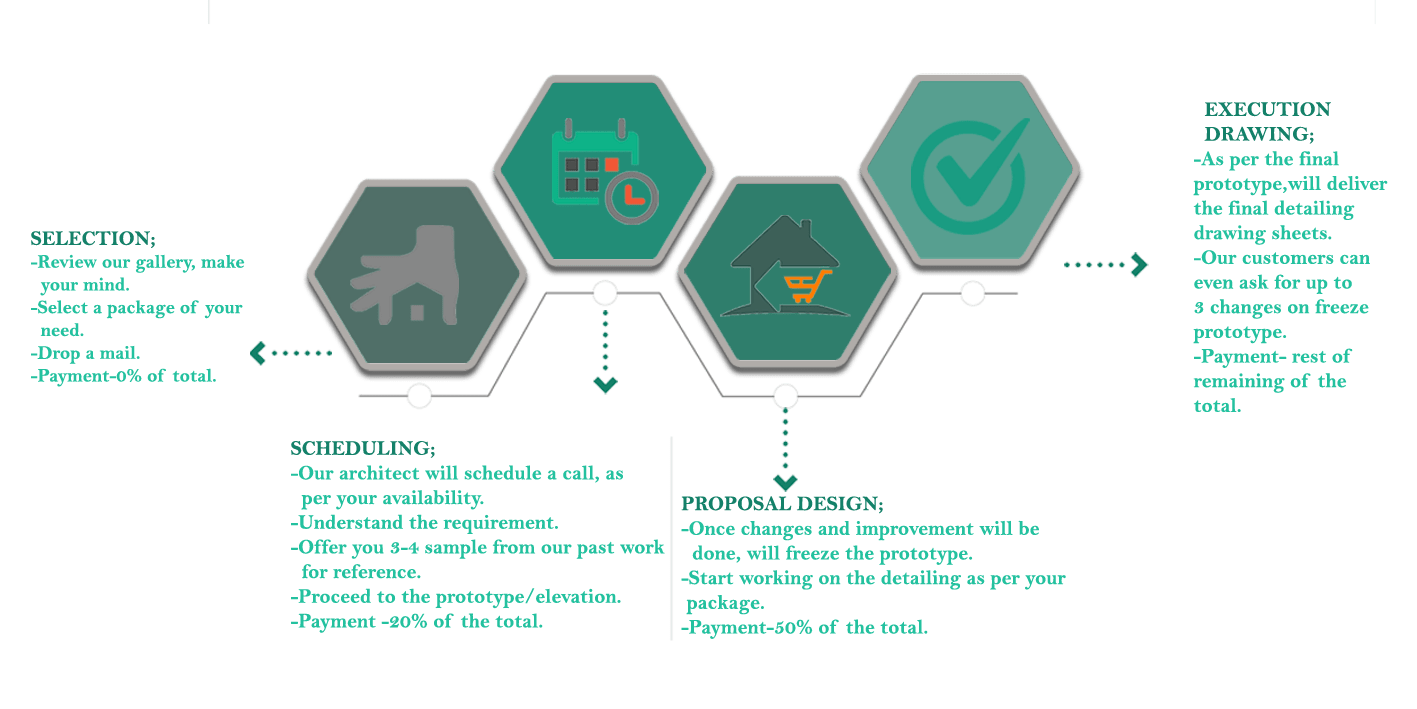 SELECTION;
-Review our gallery, make
your mind.
-Select a package of your
need.
-Drop a mail.
-Payment-0% of total.
SCHEDULING;
-Our architect will schedule a call, as
per your availability.
-Understand the requirement.
-Offer you 3-4 sample from our past work
for reference.
-Proceed to the prototype/elevation.
-Payment -20% of the total.
PROPOSAL DESIGN;
-Once changes and improvement will be
done, will freeze the prototype.
-Start working on the detailing as per your
package.
-Payment-50% of the total.
EXECUTION
DRAWING;
-As per the final
prototype,will deliver
the final detailing
drawing sheets.
-Our customers can
even ask for up to
3 changes on freeze
prototype.
-Payment- rest of
remaining of the
total.